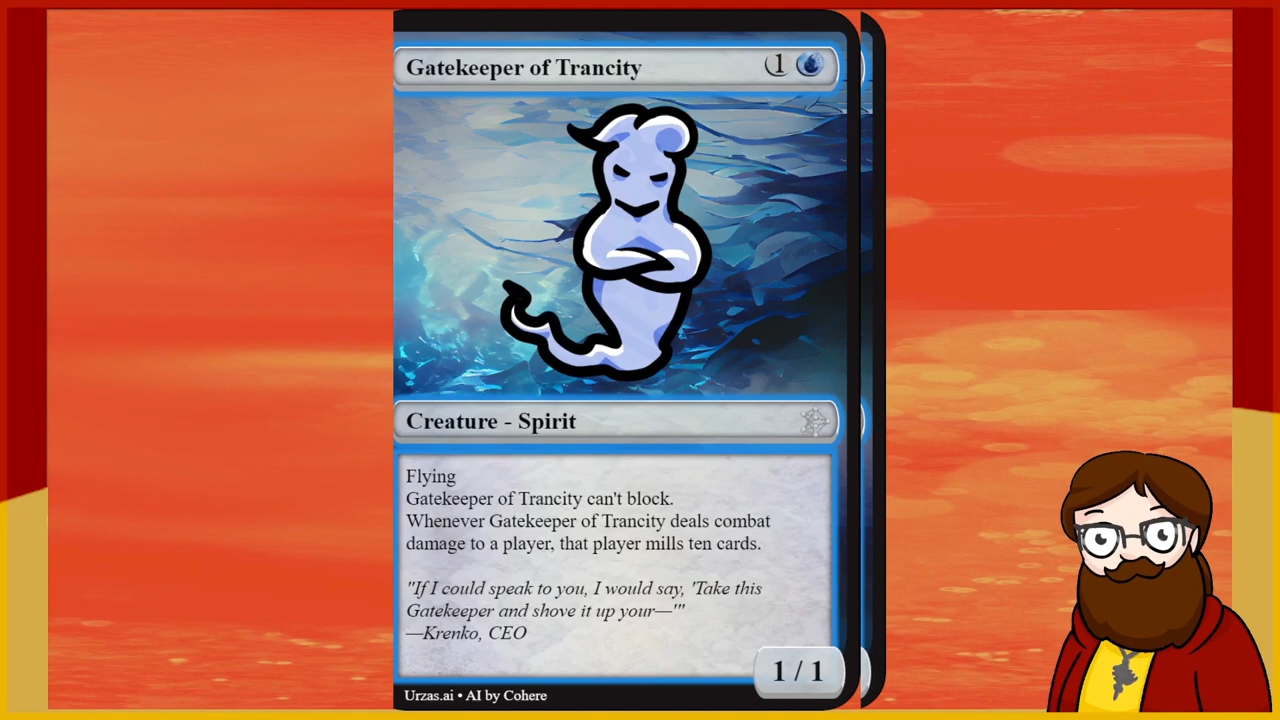 Gatekeeper of Trancity 1
Creature - Spirit
Flying
Gatekeeper of Trancity can't block.
Whenever Gatekeeper of Trancity deals combat
damage to a player, that player mills ten cards.
"If I could speak to you, I would say, 'Take this
Gatekeeper and shove it up your—'"
—Krenko, CEO
1 / 1
Urzas.ai • AI by Cohere